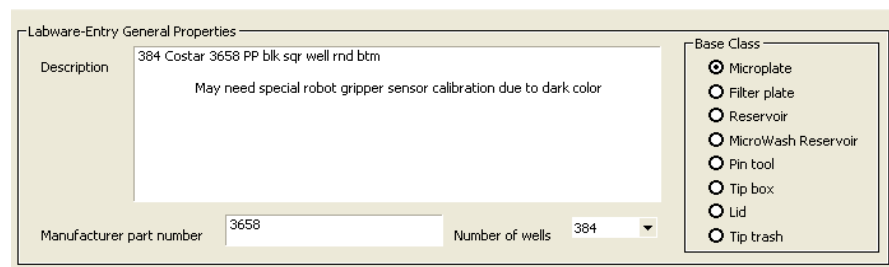 Labware-Entry General Properties
Description
384 Costar 3658 PP blk sqr well rnd btm
May need special robot gripper sensor calibration due to dark color
Manufacturer part number
3658
Number of wells
384
Base Class
Microplate
Filter plate
Reservoir
MicroWash Reservoir
Pin tool
Tip box
Lid
Tip trash